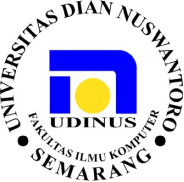 UNIVERSITAS DIAN NUSWANTORO
UDINUS
FAKULTAS ILMU KOMPUTER
• SEMARANG •